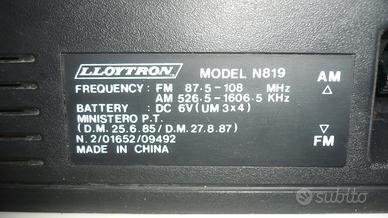 LLOYTRON. MODEL N819 AM
FREQUENCY: FM 87.5-108 MHz
AM 526.5-1606.5 KHz
BATTERY : DC 6V (UM 3x4)
MINISTERO P.T.
(D.M. 25.6.85/D.M. 27.8.87)
N. 2/01652/09492
MADE IN CHINA
FM
subito